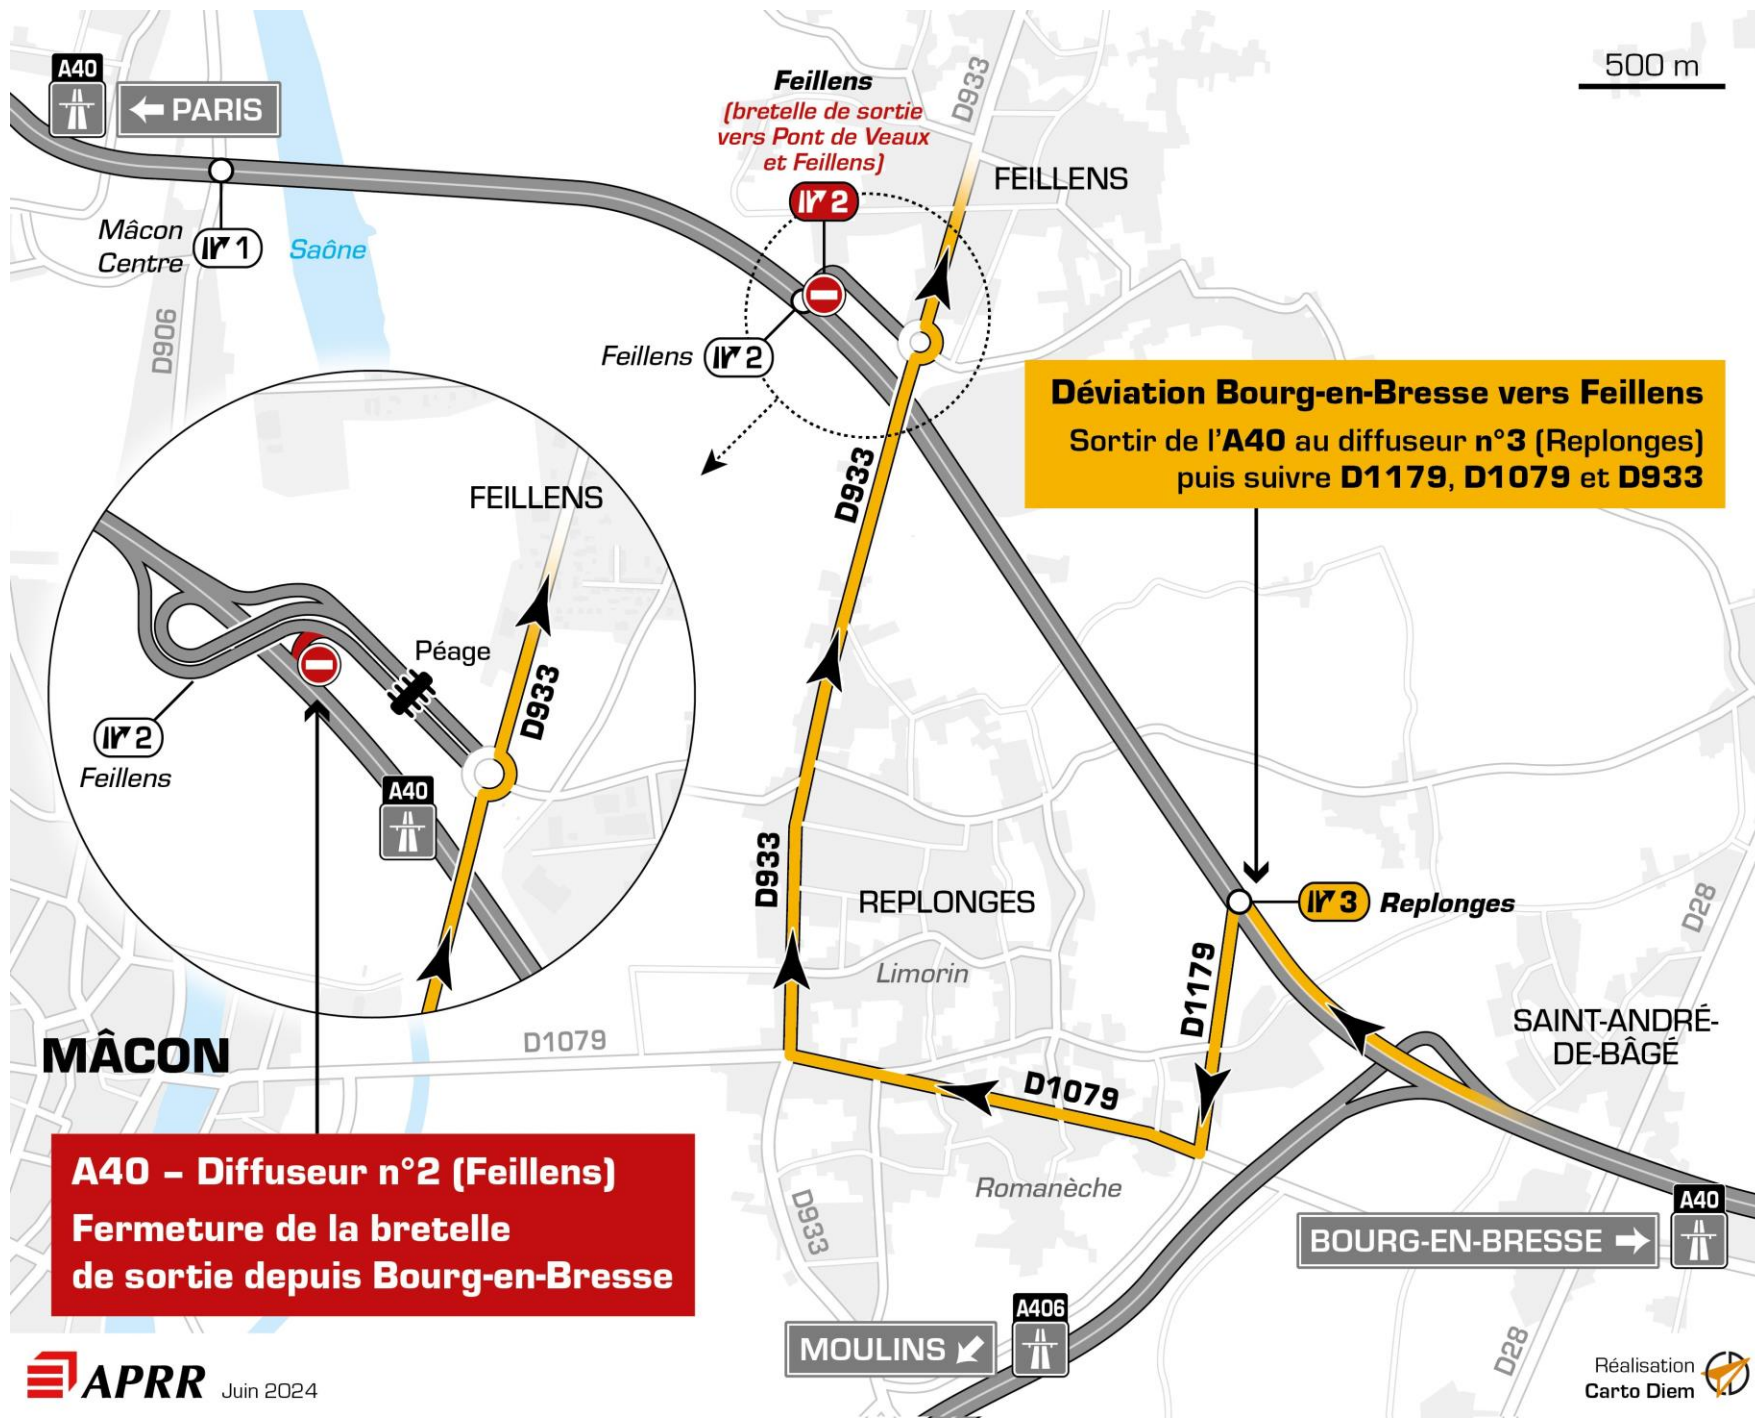 A40
← PARIS
Feillens
(bretelle de sortie
vers Pont de Veaux
et Feillens)
2
D933
500 m
FEILLENS
Mâcon
Centre
1
Saône
D906
Feillens
2
Déviation Bourg-en-Bresse vers Feillens
Sortir de l'A40 au diffuseur n°3 (Replonges)
puis suivre D1179, D1079 et D933
D933
FEILLENS
Péage
D933
2
Feillens
A40
D933
REPLONGES
3
Replonges
D28
Limorin
D1179
SAINT-ANDRÉ-
DE-BÂGÉ
MÂCON
D1079
D1079
A40 – Diffuseur n°2 (Feillens)
Fermeture de la bretelle
de sortie depuis Bourg-en-Bresse
Romanèche
D933
A40
BOURG-EN-BRESSE →
A406
MOULINS ↙
D28
APRR
Juin 2024
Réalisation
Carto Diem